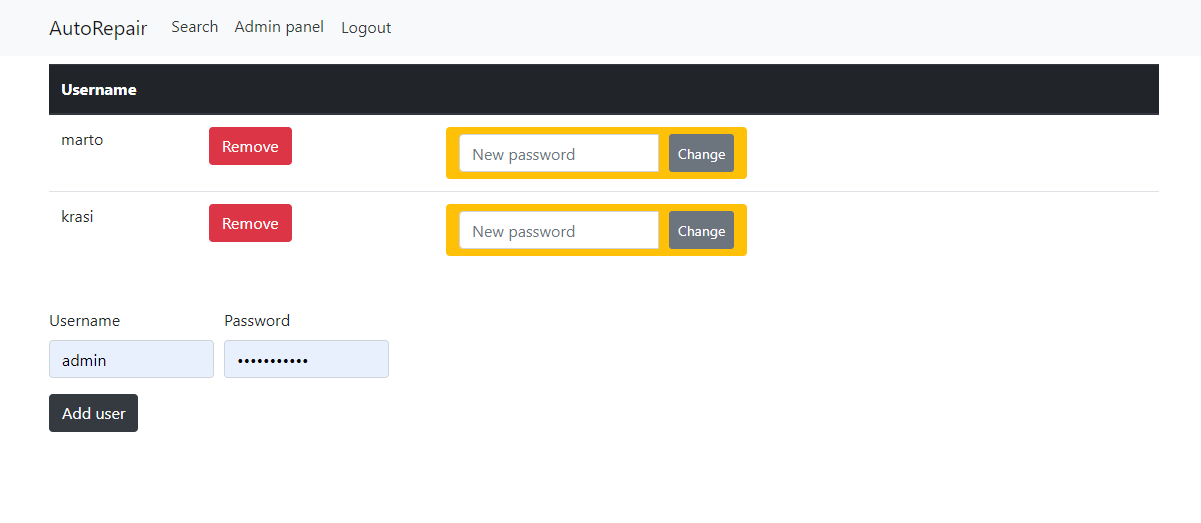 AutoRepair Search Admin panel Logout
Username
marto Remove New password Change
krasi Remove New password Change
Username Password
admin •••••••••••
Add user